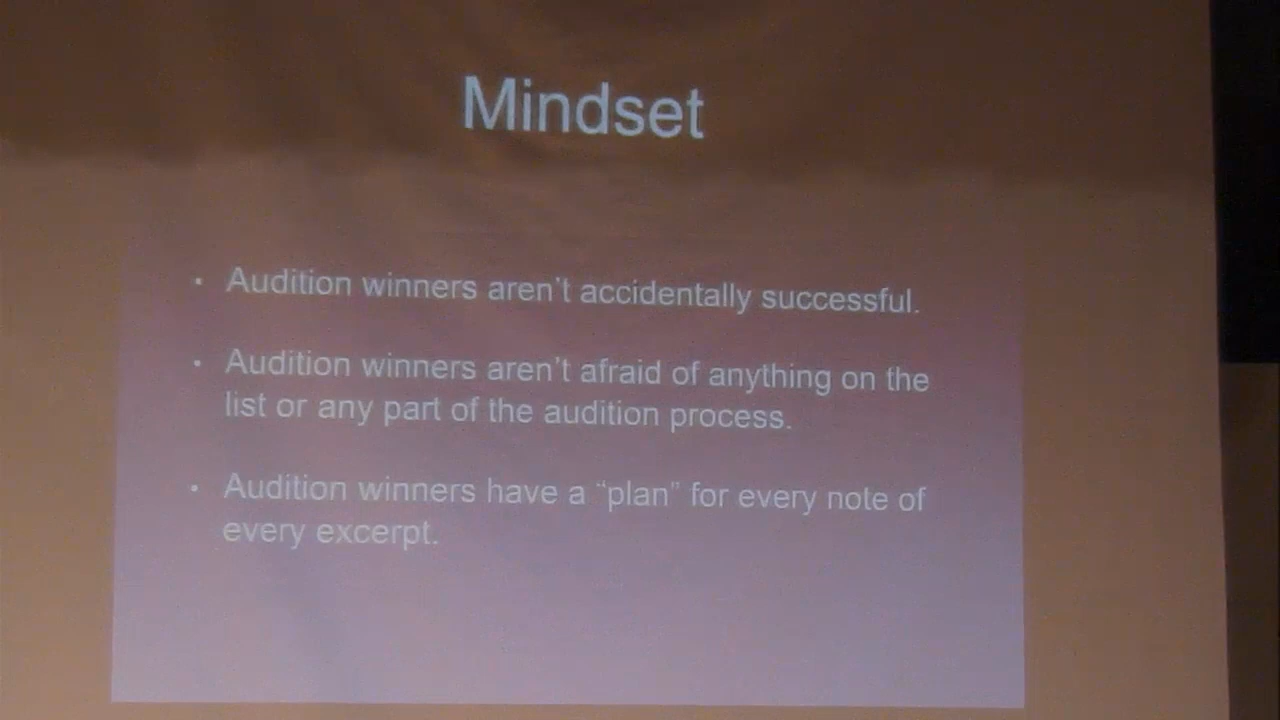 Mindset
• Audition winners aren't accidentally successful.
• Audition winners aren't afraid of anything on the
list or any part of the audition process.
• Audition winners have a “plan” for every note of
every excerpt.